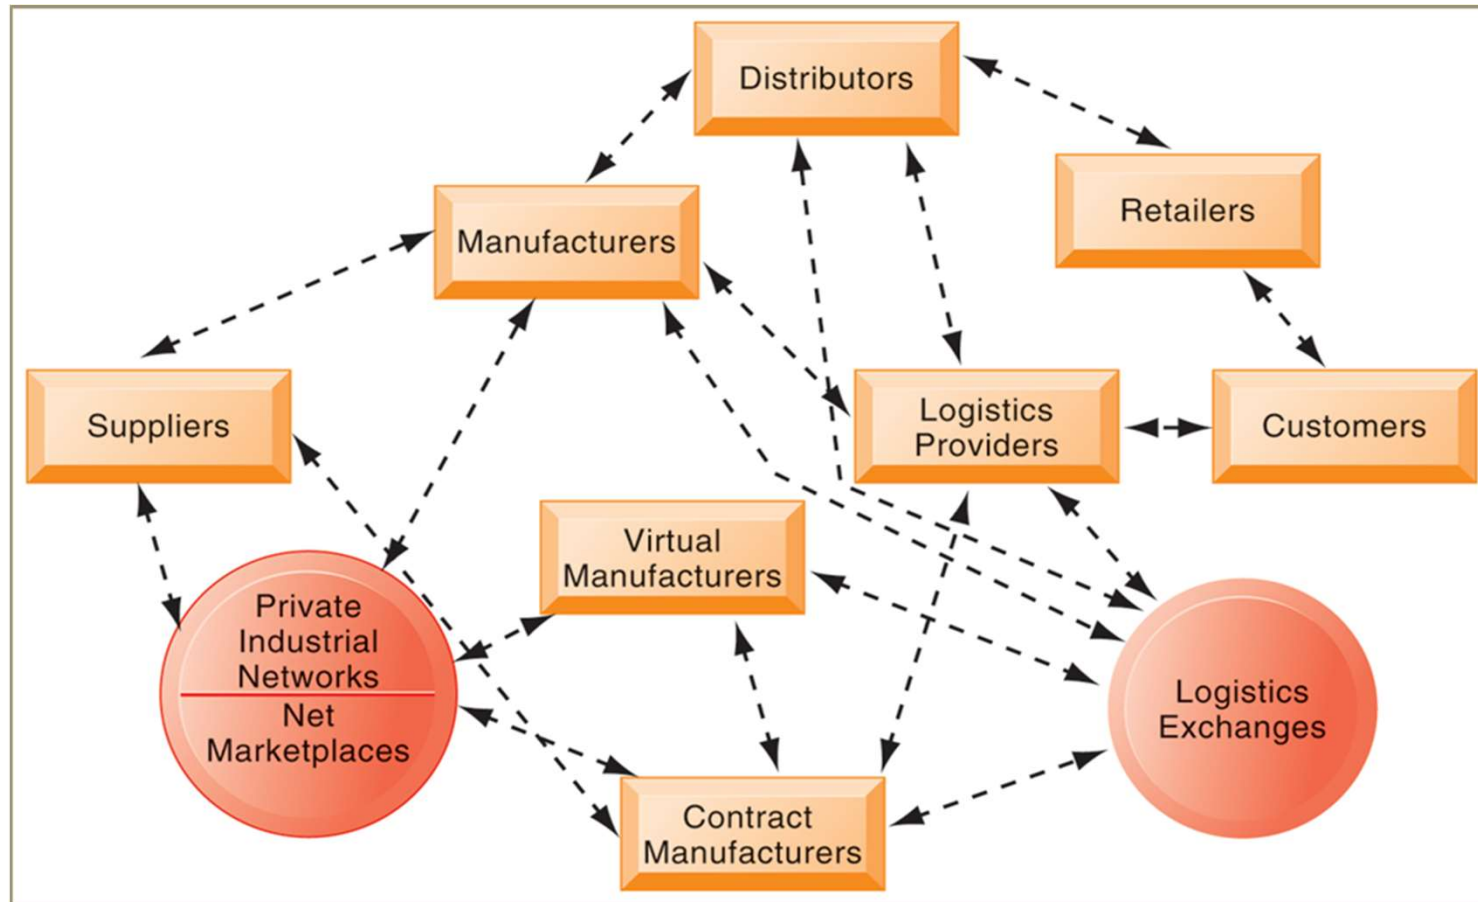 Distributors
Retailers
Manufacturers
Suppliers
Logistics
Providers
Customers
Virtual
Manufacturers
Private
Industrial
Networks
Net
Marketplaces
Logistics
Exchanges
Contract
Manufacturers